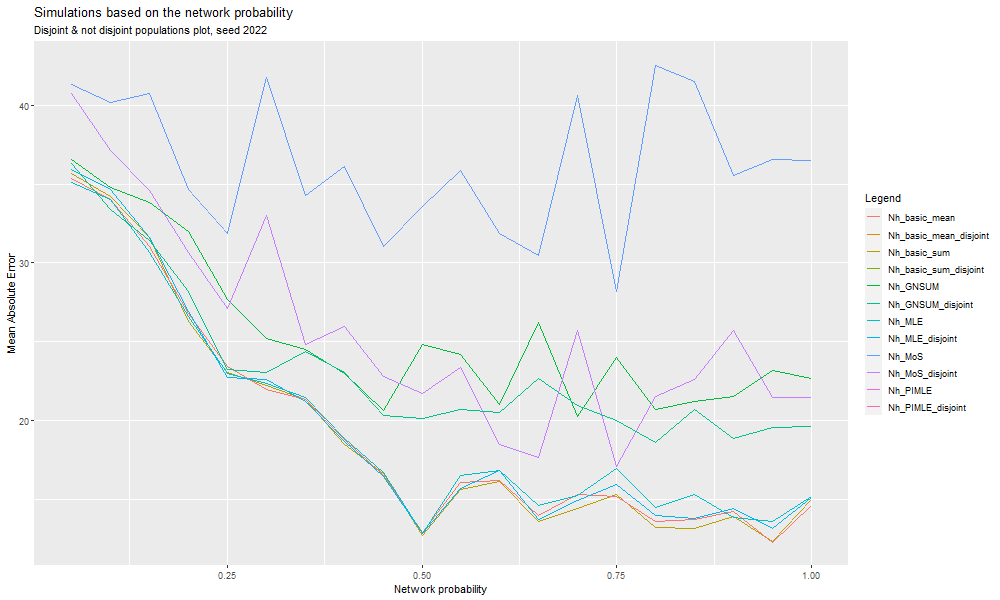 Simulations based on the network probability
Disjoint & not disjoint populations plot, seed 2022
Mean Absolute Error
40
30
20
0.25
0.50
0.75
1.00
Network probability
Legend
Nh_basic_mean
Nh_basic_mean_disjoint
Nh_basic_sum
Nh_basic_sum_disjoint
Nh_GNSUM
Nh_GNSUM_disjoint
Nh_MLE
Nh_MLE_disjoint
Nh_MoS
Nh_MoS_disjoint
Nh_PIMLE
Nh_PIMLE_disjoint